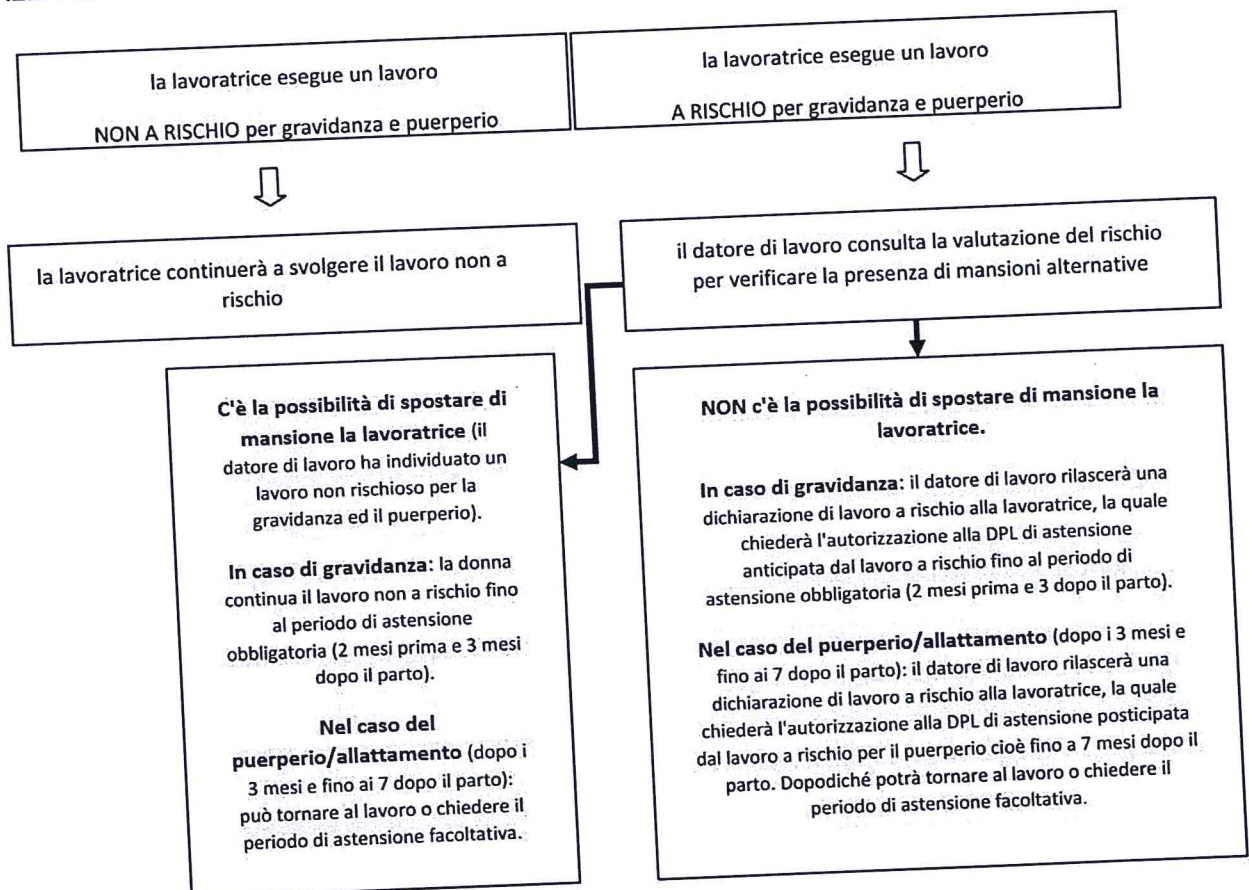 la lavoratrice esegue un lavoro
NON A RISCHIO per gravidanza e puerperio
la lavoratrice esegue un lavoro
A RISCHIO per gravidanza e puerperio
la lavoratrice continuerà a svolgere il lavoro non a
rischio
il datore di lavoro consulta la valutazione del rischio
per verificare la presenza di mansioni alternative
C'è la possibilità di spostare di
mansione la lavoratrice (il
datore di lavoro ha individuato un
lavoro non rischioso per la
gravidanza ed il puerperio).
In caso di gravidanza: la donna
continua il lavoro non a rischio fino
al periodo di astensione
obbligatoria (2 mesi prima e 3 mesi
dopo il parto).
Nel caso del
puerperio/allattamento (dopo i
3 mesi e fino ai 7 dopo il parto):
può tornare al lavoro o chiedere il
periodo di astensione facoltativa.
NON c'è la possibilità di spostare di mansione la
lavoratrice.
In caso di gravidanza: il datore di lavoro rilascerà una
dichiarazione di lavoro a rischio alla lavoratrice, la quale
chiederà l'autorizzazione alla DPL di astensione
anticipata dal lavoro a rischio fino al periodo di
astensione obbligatoria (2 mesi prima e 3 dopo il parto).
Nel caso del puerperio/allattamento (dopo i 3 mesi e
fino ai 7 dopo il parto): il datore di lavoro rilascerà una
dichiarazione di lavoro a rischio alla lavoratrice, la quale
chiederà l'autorizzazione alla DPL di astensione posticipata
dal lavoro a rischio per il puerperio cioè fino a 7 mesi dopo il
parto. Dopodiché potrà tornare al lavoro o chiedere il
periodo di astensione facoltativa.